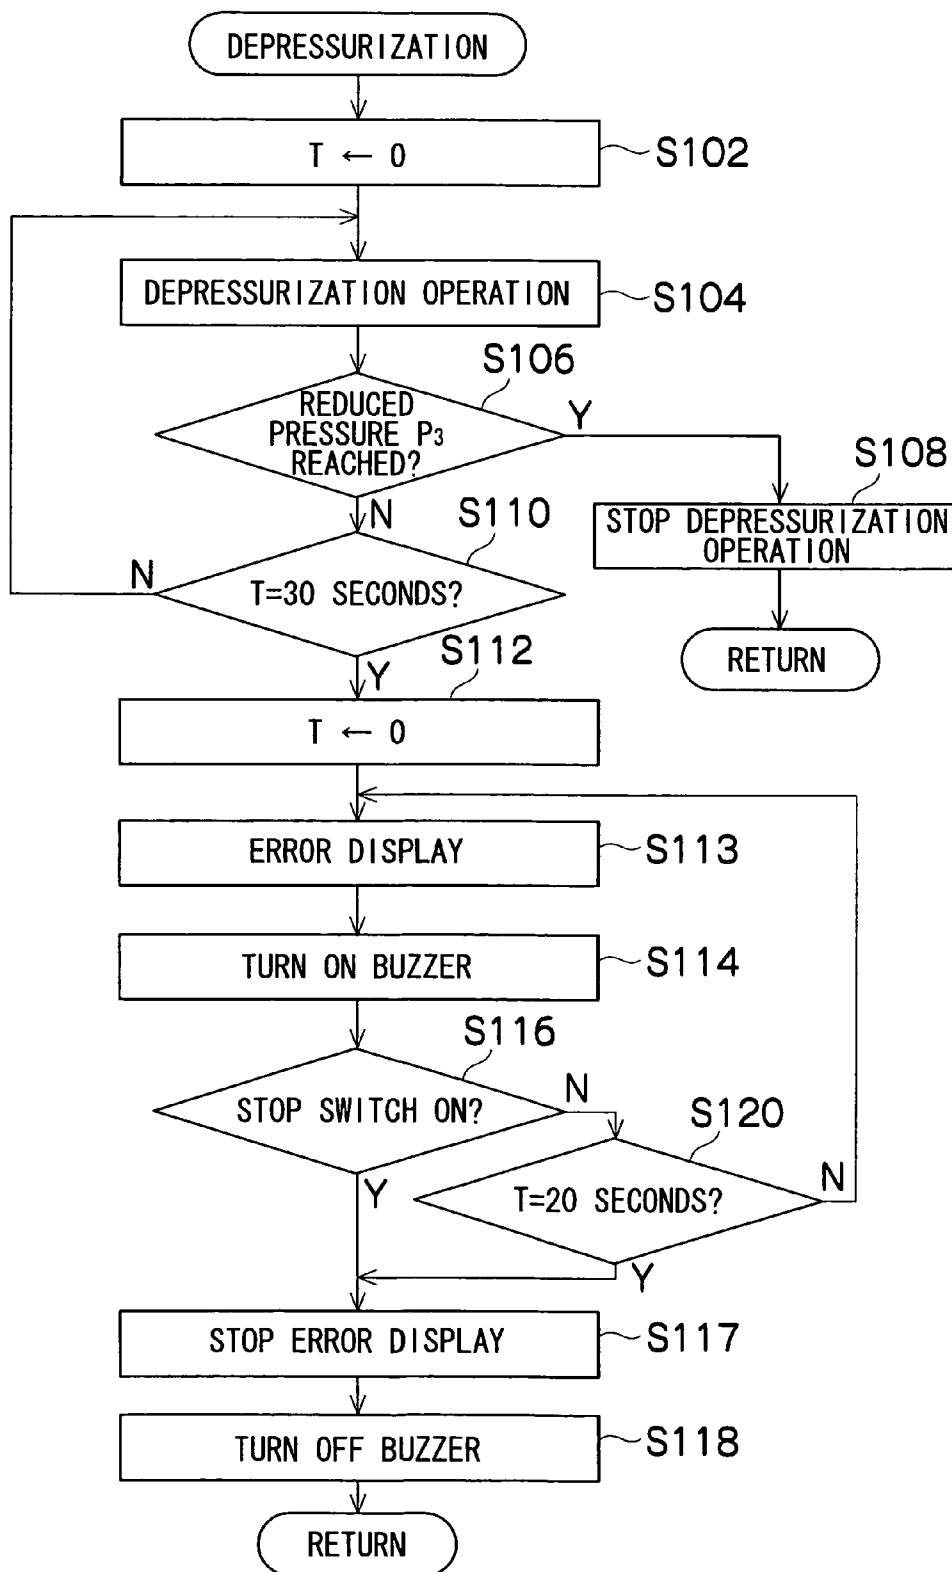 DEPRESSURIZATION
T ← 0
S102
DEPRESSURIZATION OPERATION
S104
S106
REDUCED
PRESSURE P3
REACHED?
Y
N
S108
STOP DEPRESSURIZATION
OPERATION
RETURN
S110
T=30 SECONDS?
N
Y
S112
T ← 0
ERROR DISPLAY
S113
TURN ON BUZZER
S114
S116
STOP SWITCH ON?
N
Y
S120
T=20 SECONDS?
N
Y
STOP ERROR DISPLAY
S117
TURN OFF BUZZER
S118
RETURN